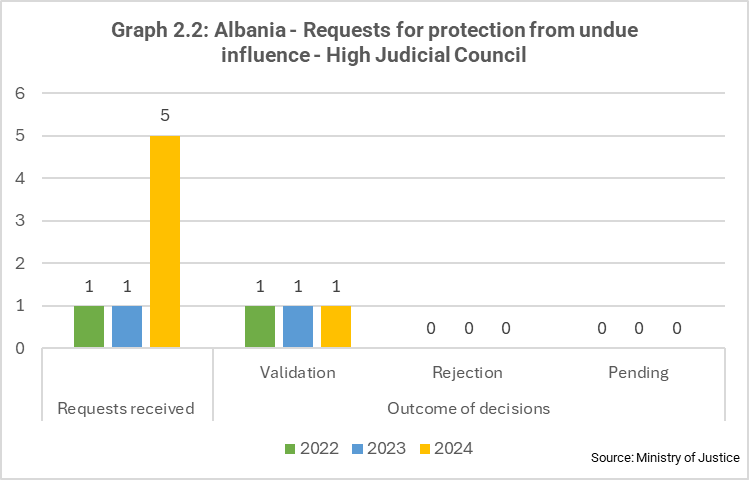 Graph 2.2: Albania - Requests for protection from undue
influence - High Judicial Council
6
5
4
3
2
1
0
1 1 5
1 1 1
0 0 0
0 0 0
Validation Rejection Pending
Requests received Outcome of decisions
2022 2023 2024
Source: Ministry of Justice